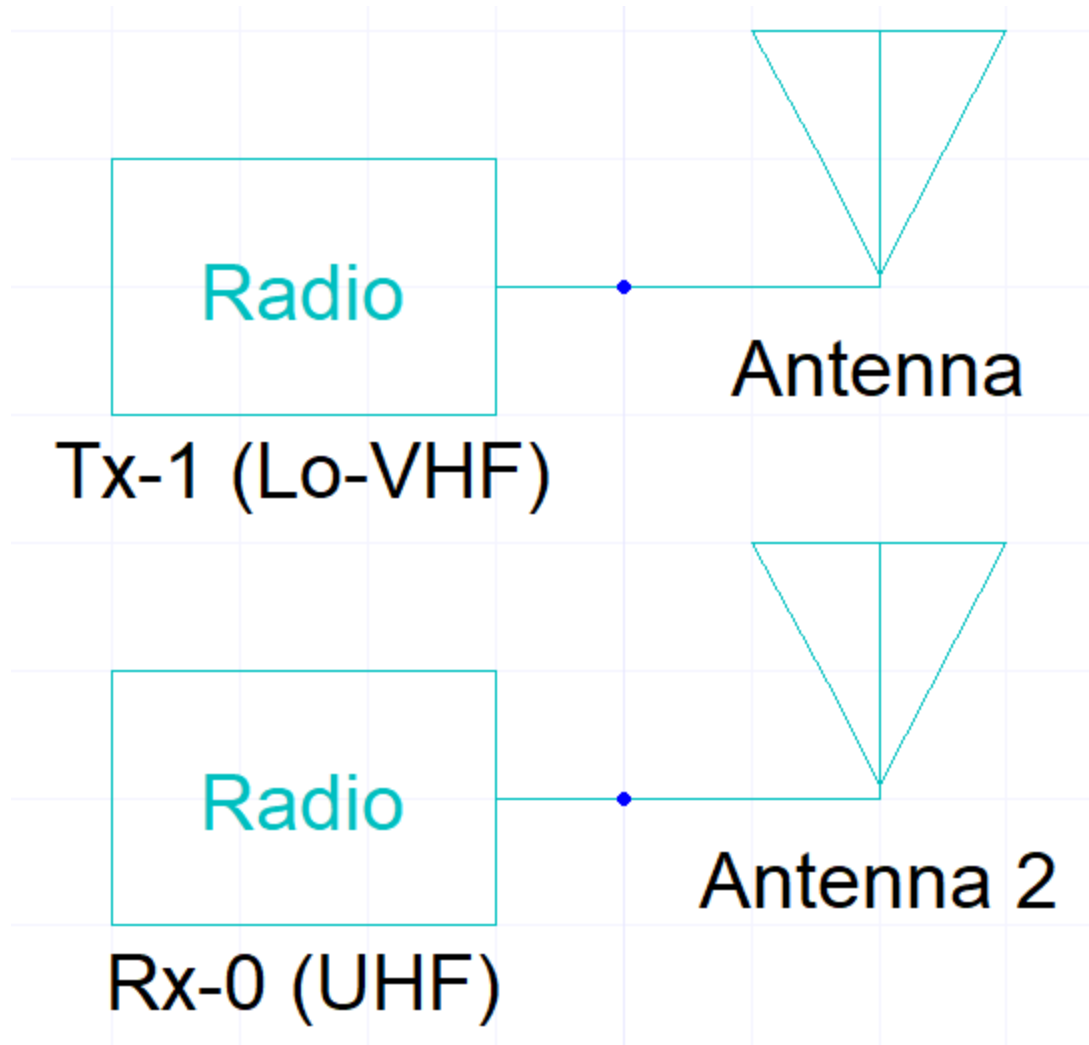 Radio
Antenna
Tx-1 (Lo-VHF)
Radio
Antenna 2
Rx-0 (UHF)